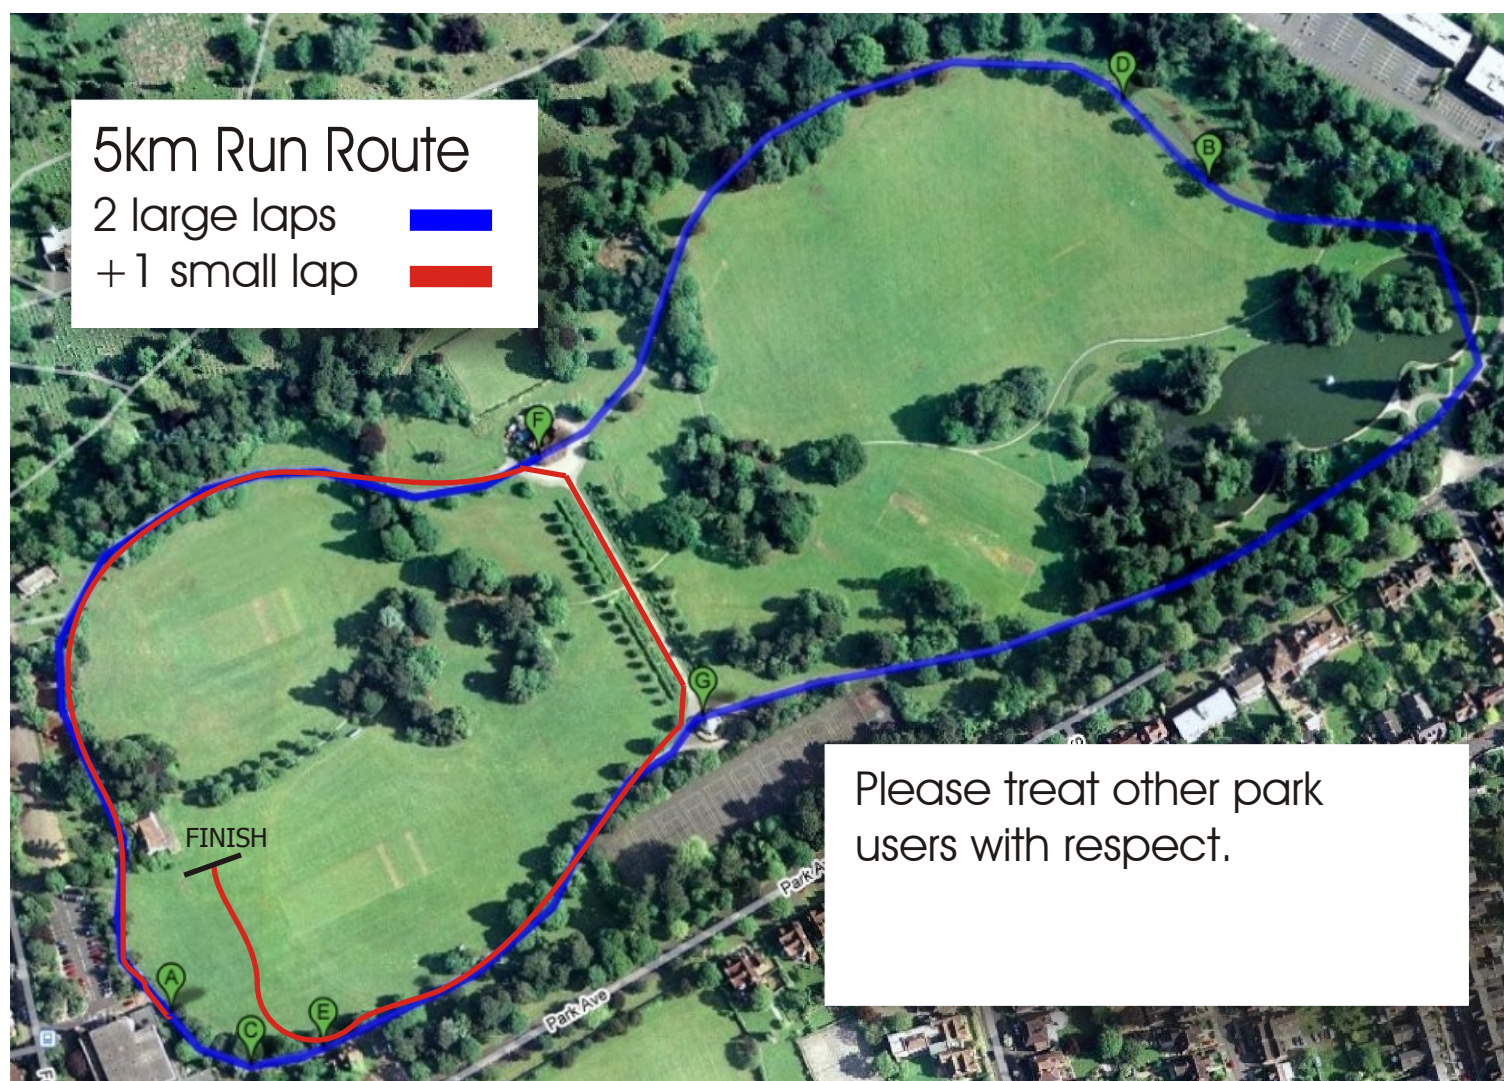 5km Run Route
2 large laps
+1 small lap
D
B
F
G
Please treat other park
users with respect.
FINISH
Park A
A
C
E
Park Ave